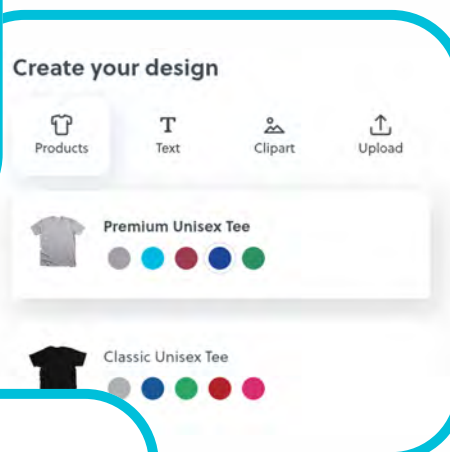 Create your design
Products Text Clipart Upload
Premium Unisex Tee
Classic Unisex Tee